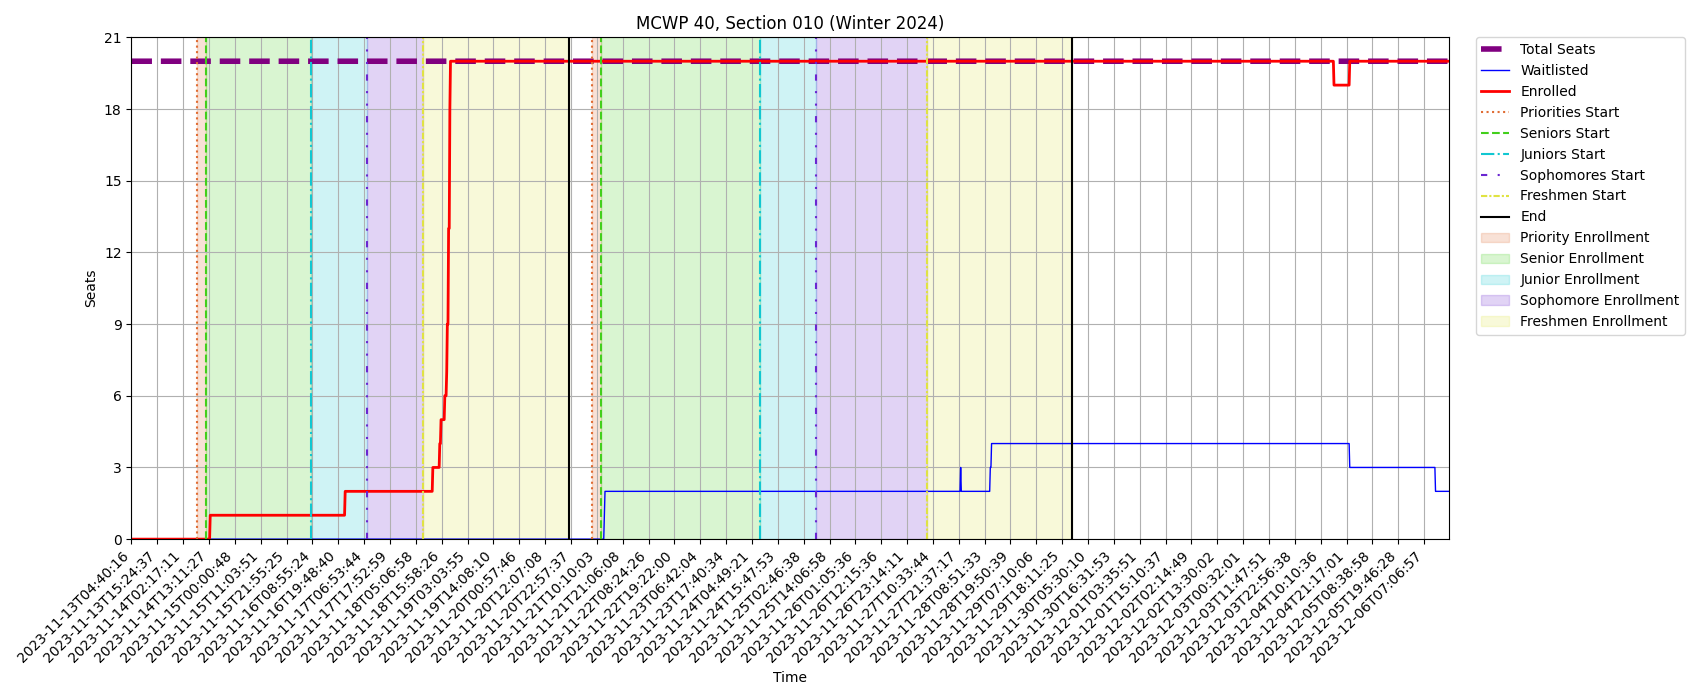 MCWP 40, Section 010 (Winter 2024)
Seats
21
18
15
12
9
6
3
0
2023-11-13T04:40:16
2023-11-13T15:24:37
2023-11-14T02:17:11
2023-11-14T13:11:27
2023-11-15T00:00:48
2023-11-15T11:03:51
2023-11-15T21:55:25
2023-11-16T08:55:24
2023-11-16T19:48:40
2023-11-17T06:53:44
2023-11-17T17:52:59
2023-11-18T05:06:58
2023-11-18T15:58:26
2023-11-19T03:03:55
2023-11-19T14:08:10
2023-11-20T00:57:46
2023-11-20T12:07:08
2023-11-20T22:57:37
2023-11-21T10:10:03
2023-11-21T21:06:08
2023-11-22T08:24:26
2023-11-22T19:22:00
2023-11-23T06:42:04
2023-11-23T17:40:34
2023-11-24T04:49:21
2023-11-24T15:47:53
2023-11-25T02:46:38
2023-11-25T14:06:58
2023-11-26T01:05:36
2023-11-26T12:15:36
2023-11-26T23:14:11
2023-11-27T10:33:44
2023-11-27T21:37:17
2023-11-28T08:51:33
2023-11-28T19:50:39
2023-11-29T07:10:06
2023-11-29T18:11:25
2023-11-30T05:30:10
2023-11-30T16:31:53
2023-12-01T03:35:51
2023-12-01T15:10:37
2023-12-02T02:14:49
2023-12-02T13:30:02
2023-12-03T00:32:01
2023-12-03T11:47:51
2023-12-03T22:56:38
2023-12-04T10:10:36
2023-12-04T21:17:01
2023-12-05T08:38:58
2023-12-05T19:46:28
2023-12-06T07:06:57
Time
Total Seats
Waitlisted
Enrolled
Priorities Start
Seniors Start
Juniors Start
Sophomores Start
Freshmen Start
End
Priority Enrollment
Senior Enrollment
Junior Enrollment
Sophomore Enrollment
Freshmen Enrollment